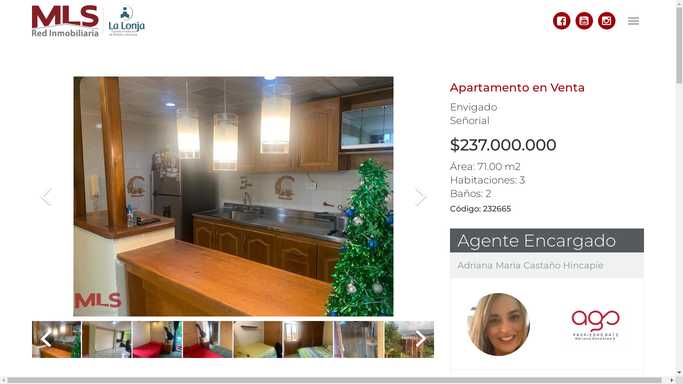 MLS
Red Inmobiliaria
La Lonja
Apartamento en Venta
Envigado
Señorial
$237.000.000
Área: 71.00 m2
Habitaciones: 3
Baños: 2
Código: 232665
Agente Encargado
Adriana Maria Castaño Hincapie
MLS
ago